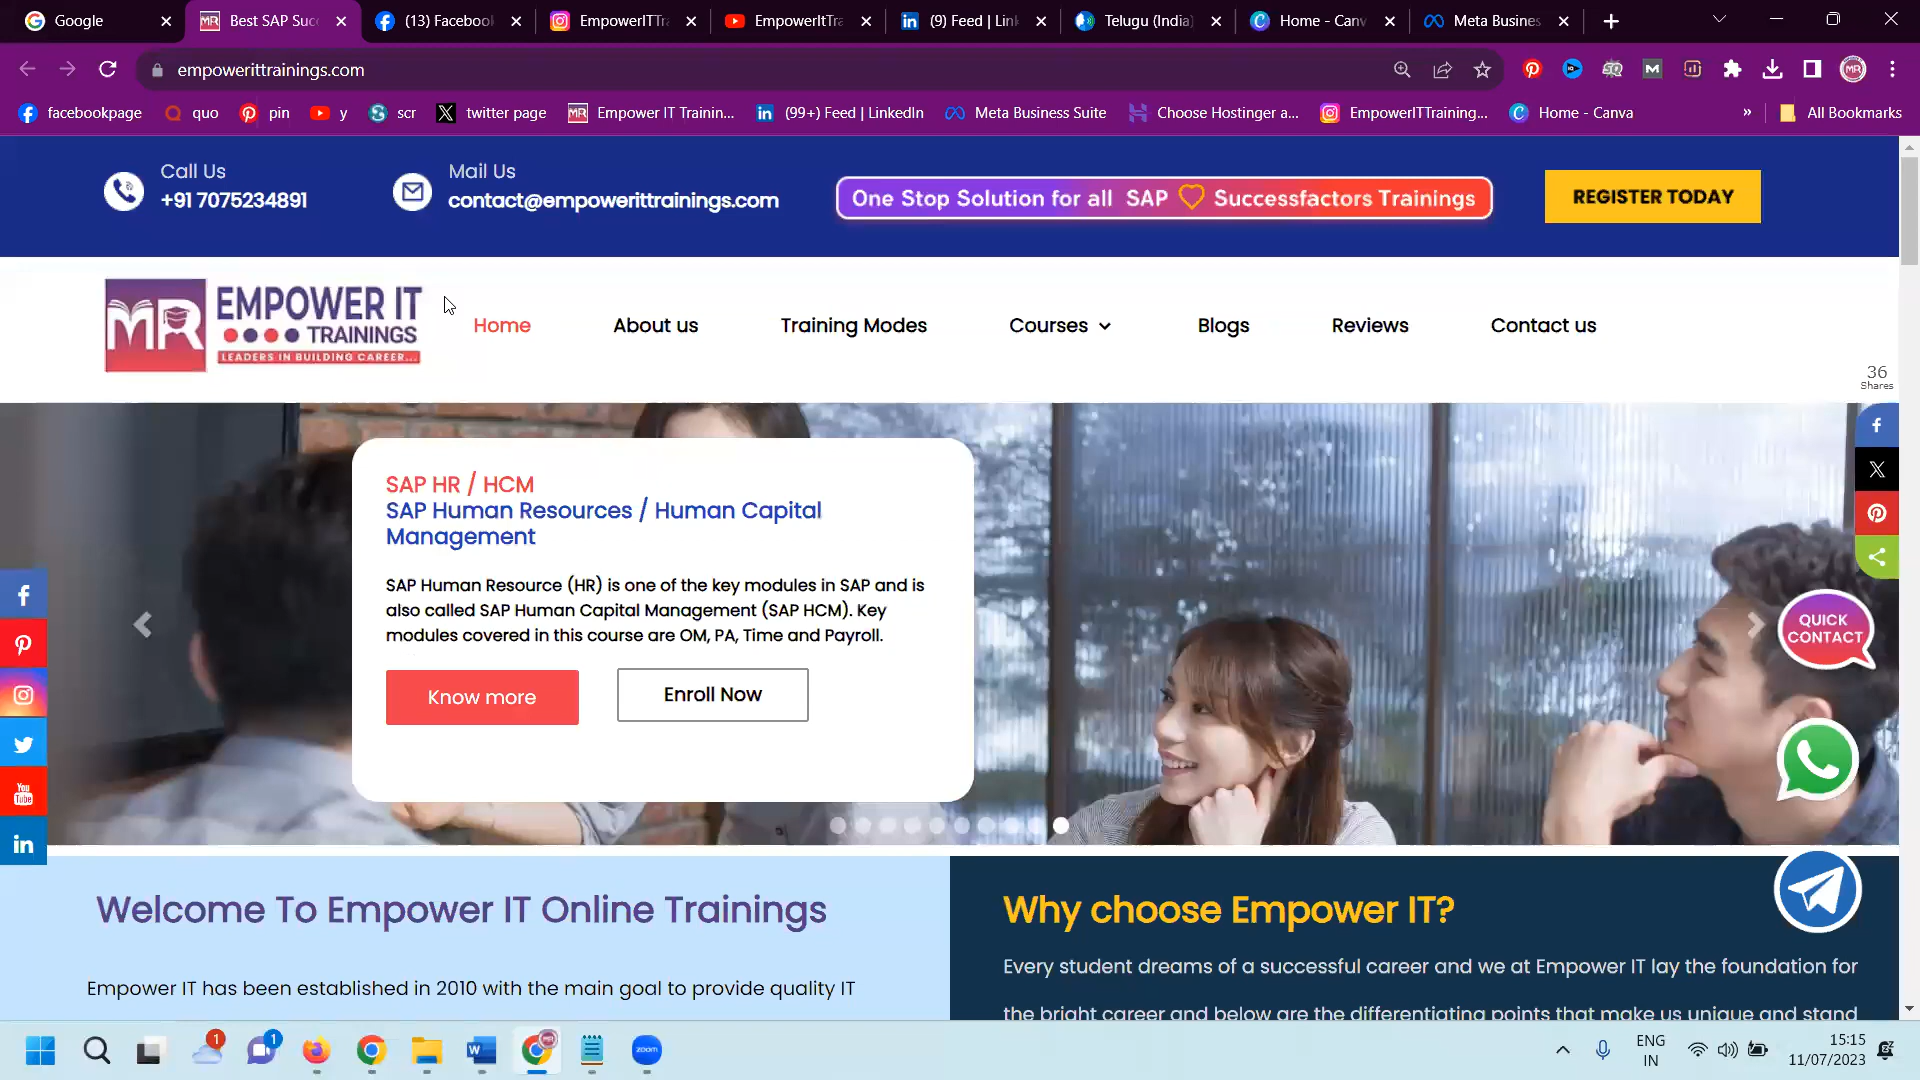 Google
Best SAP Suc
(13) Facebook
EmpowerITTra
EmpowerItTra
(9) Feed | Link
Telugu (India)
Home - Canv
Meta Busines
empowerittrainings.com
facebookpage
quo
pin
y
scr
twitter page
Empower IT Trainin...
(99+) Feed | LinkedIn
Meta Business Suite
Choose Hostinger a...
EmpowerITTraining...
Home - Canva
»
All Bookmarks
Call Us
+91 7075234891
Mail Us
contact@empowerittrainings.com
One Stop Solution for all SAP Successfactors Trainings
REGISTER TODAY
MR
EMPOWER IT
TRAININGS
LEADERS IN BUILDING CAREER...
Home
About us
Training Modes
Courses
Blogs
Reviews
Contact us
36
Shares
SAP HR / HCM
SAP Human Resources / Human Capital
Management
SAP Human Resource (HR) is one of the key modules in SAP and is
also called SAP Human Capital Management (SAP HCM). Key
modules covered in this course are OM, PA, Time and Payroll.
Know more
Enroll Now
QUICK
CONTACT
You
Tube
Welcome To Empower IT Online Trainings
Empower IT has been established in 2010 with the main goal to provide quality IT
Why choose Empower IT?
Every student dreams of a successful career and we at Empower IT lay the foundation for
the bright career and below are the differentiating points that make us unique and stand
1
1
zoom
ENG
IN
15:15
11/07/2023